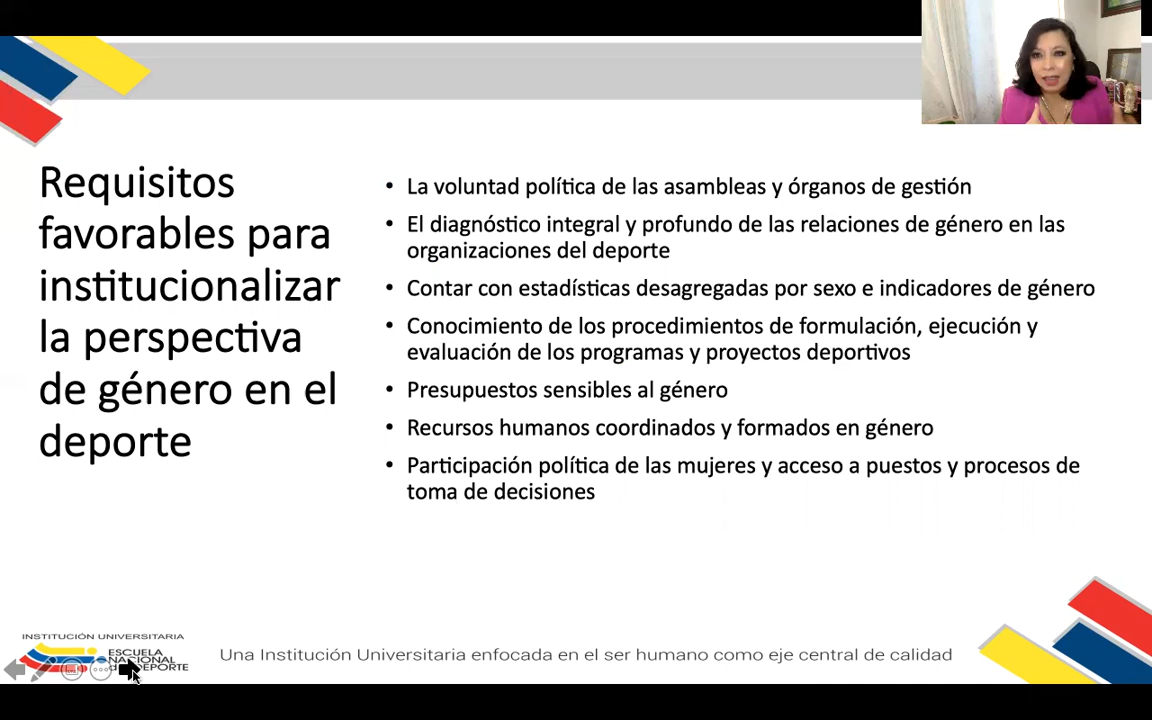 Requisitos
favorables para
institucionalizar
la perspectiva
de género en el
deporte
• La voluntad política de las asambleas y órganos de gestión
• El diagnóstico integral y profundo de las relaciones de género en las
organizaciones del deporte
• Contar con estadísticas desagregadas por sexo e indicadores de género
• Conocimiento de los procedimientos de formulación, ejecución y
evaluación de los programas y proyectos deportivos
• Presupuestos sensibles al género
• Recursos humanos coordinados y formados en género
• Participación política de las mujeres y acceso a puestos y procesos de
toma de decisiones
INSTITUCIÓN UNIVERSITARIA
ESCUELA
NACIONAL
DEPORTE
Una Institución Universitaria enfocada en el ser humano como eje central de calidad